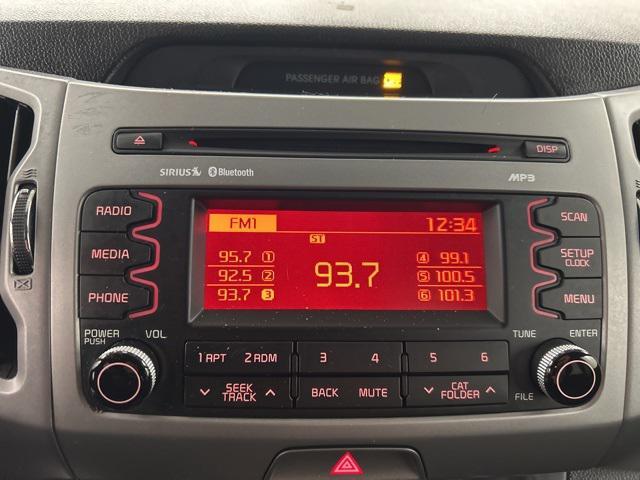 PASSENGER AIR BAG
DISP
SIRIUS Bluetooth
MP3
RADIO
MEDIA
PHONE
FM1 12:34
ST
95.7 1
92.5 2
93.7 3
93.7
4 99.1
5 100.5
6 101.3
SCAN
SETUP
CLOCK
MENU
POWER
PUSH
VOL
TUNE
ENTER
1 RPT 2 RDM 3 4 5 6
SEEK
TRACK
BACK MUTE
CAT
FOLDER
FILE